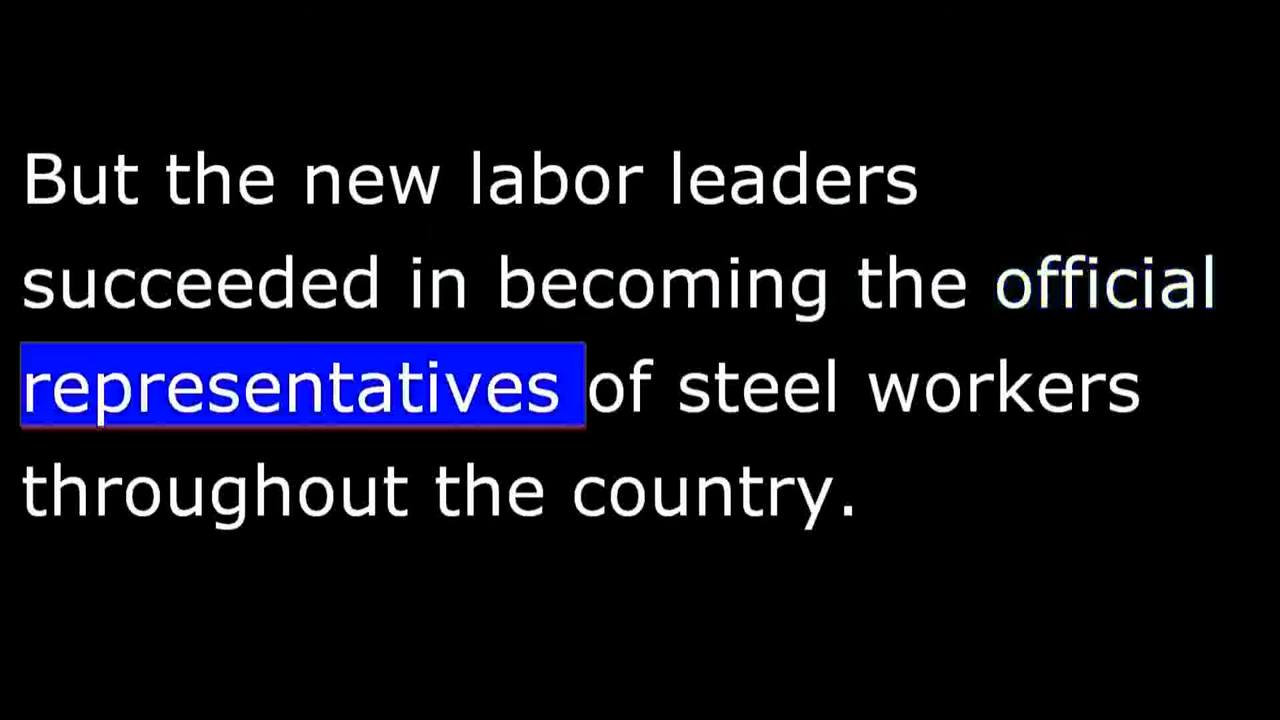 But the new labor leaders
succeeded in becoming the official
representatives of steel workers
throughout the country.